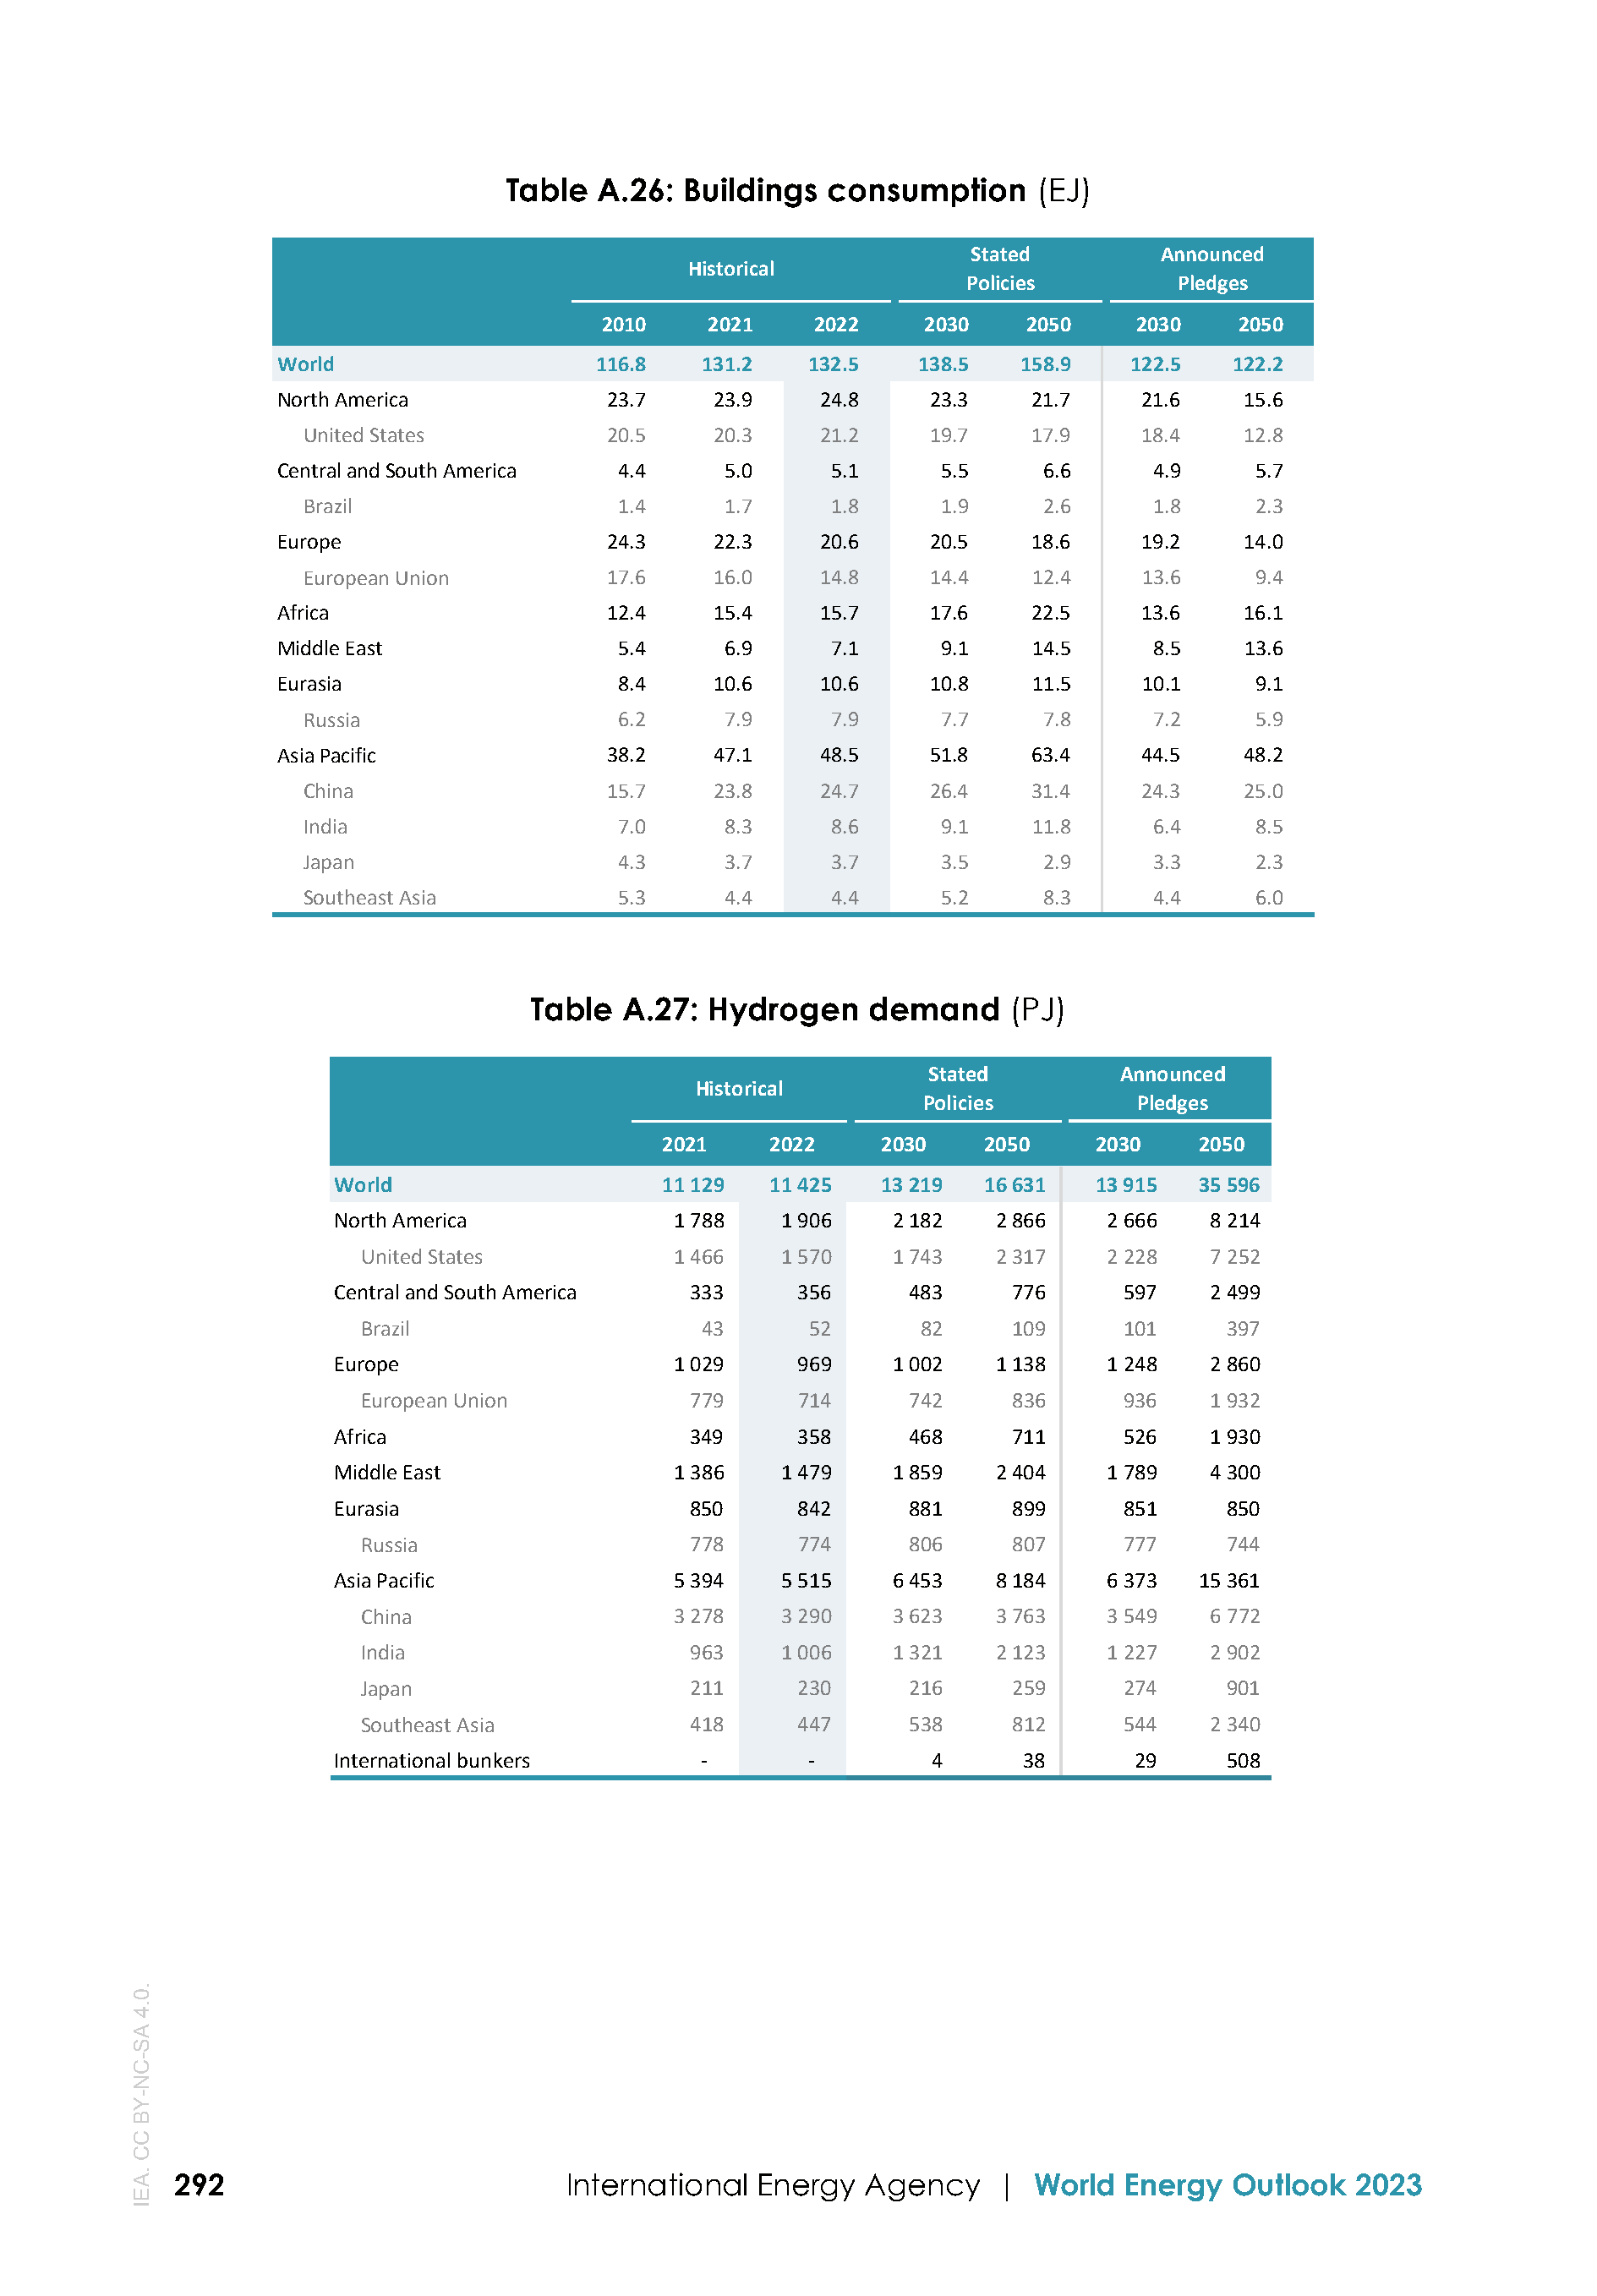 Table A.26: Buildings consumption (EJ)
Historical Stated Policies Announced Pledges
2010 2021 2022 2030 2050 2030 2050
World 116.8 131.2 132.5 138.5 158.9 122.5 122.2
North America 23.7 23.9 24.8 23.3 21.7 21.6 15.6
United States 20.5 20.3 21.2 19.7 17.9 18.4 12.8
Central and South America 4.4 5.0 5.1 5.5 6.6 4.9 5.7
Brazil 1.4 1.7 1.8 1.9 2.6 1.8 2.3
Europe 24.3 22.3 20.6 20.5 18.6 19.2 14.0
European Union 17.6 16.0 14.8 14.4 12.4 13.6 9.4
Africa 12.4 15.4 15.7 17.6 22.5 13.6 16.1
Middle East 5.4 6.9 7.1 9.1 14.5 8.5 13.6
Eurasia 8.4 10.6 10.6 10.8 11.5 10.1 9.1
Russia 6.2 7.9 7.9 7.7 7.8 7.2 5.9
Asia Pacific 38.2 47.1 48.5 51.8 63.4 44.5 48.2
China 15.7 23.8 24.7 26.4 31.4 24.3 25.0
India 7.0 8.3 8.6 9.1 11.8 6.4 8.5
Japan 4.3 3.7 3.7 3.5 2.9 3.3 2.3
Southeast Asia 5.3 4.4 4.4 5.2 8.3 4.4 6.0
Table A.27: Hydrogen demand (PJ)
Historical Stated Policies Announced Pledges
2021 2022 2030 2050 2030 2050
World 11 129 11 425 13 219 16 631 13 915 35 596
North America 1 788 1 906 2 182 2 866 2 666 8 214
United States 1 466 1 570 1 743 2 317 2 228 7 252
Central and South America 333 356 483 776 597 2 499
Brazil 43 52 82 109 101 397
Europe 1 029 969 1 002 1 138 1 248 2 860
European Union 779 714 742 836 936 1 932
Africa 349 358 468 711 526 1 930
Middle East 1 386 1 479 1 859 2 404 1 789 4 300
Eurasia 850 842 881 899 851 850
Russia 778 774 806 807 777 744
Asia Pacific 5 394 5 515 6 453 8 184 6 373 15 361
China 3 278 3 290 3 623 3 763 3 549 6 772
India 963 1 006 1 321 2 123 1 227 2 902
Japan 211 230 216 259 274 901
Southeast Asia 418 447 538 812 544 2 340
International bunkers - - 4 38 29 508
IEA. CC BY-NC-SA 4.0.
292 International Energy Agency | World Energy Outlook 2023